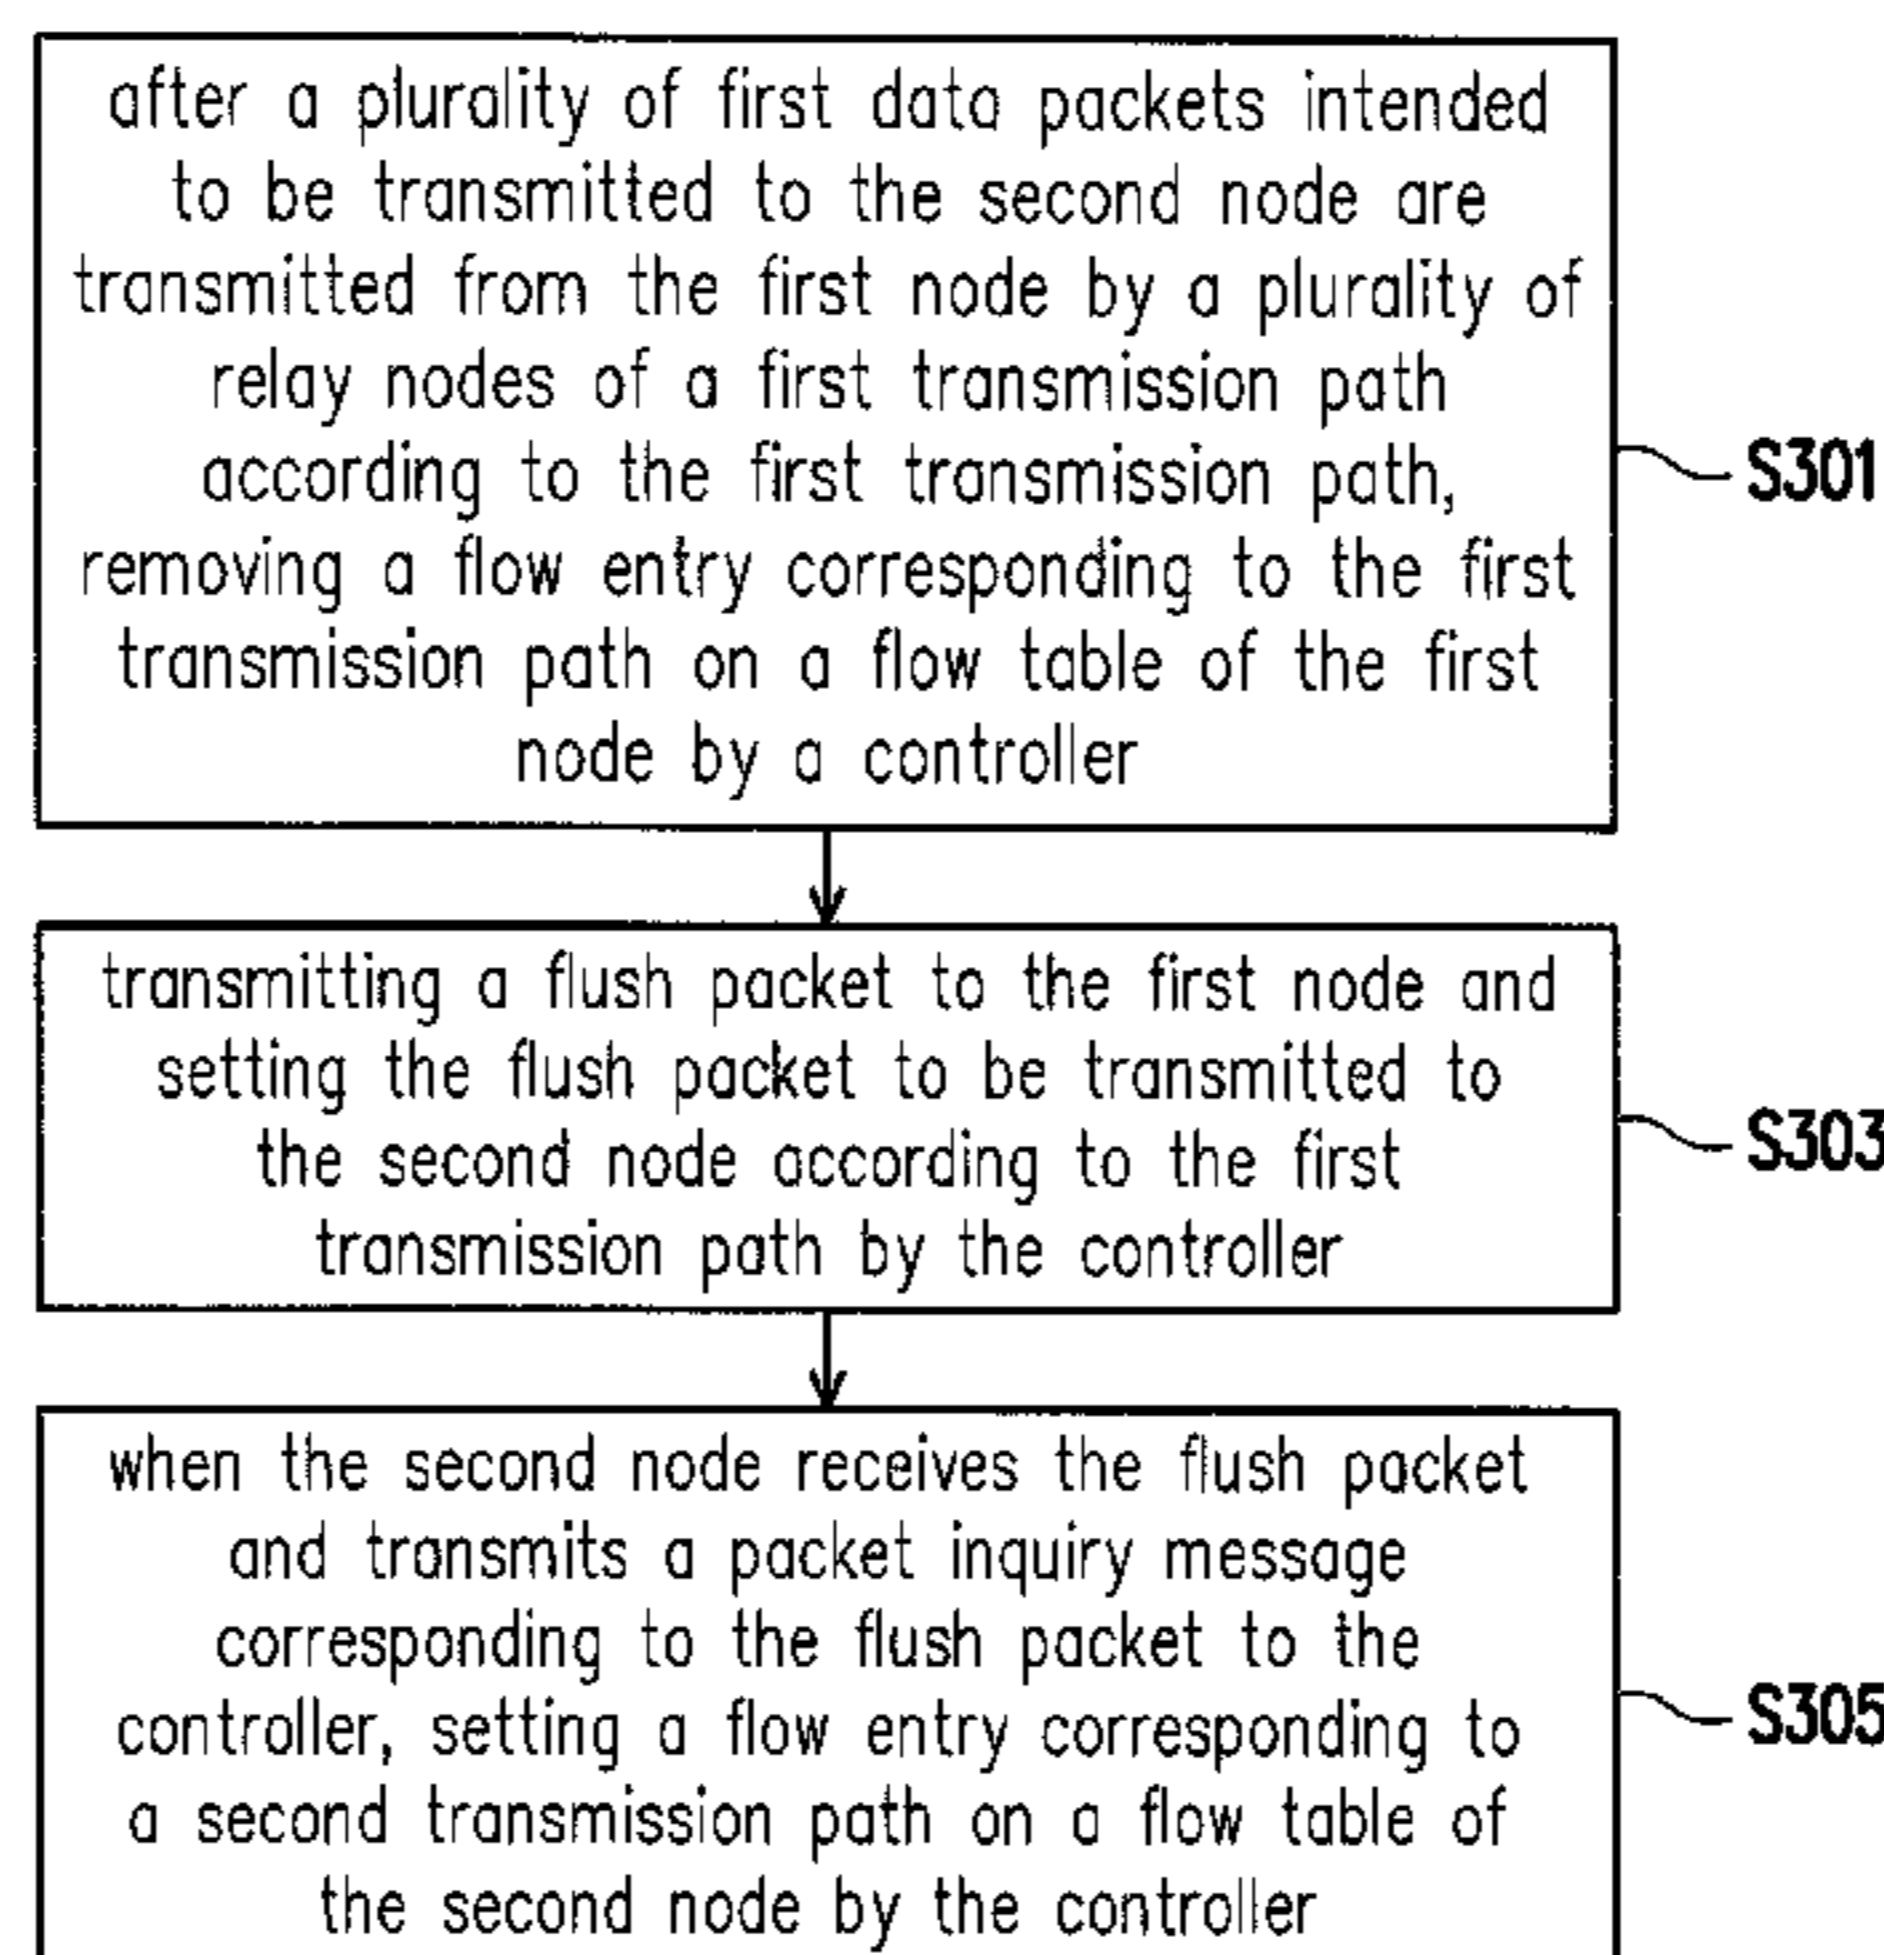 after a plurality of first data packets intended
to be transmitted to the second node are
transmitted from the first node by a plurality of
relay nodes of a first transmission path
according to the first transmission path,
removing a flow entry corresponding to the first
transmission path on a flow table of the first
node by a controller
S301
transmitting a flush packet to the first node and
setting the flush packet to be transmitted to
the second node according to the first
transmission path by the controller
S303
when the second node receives the flush packet
and transmits a packet inquiry message
corresponding to the flush packet to the
controller, setting a flow entry corresponding to
a second transmission path on a flow table of
the second node by the controller
S305